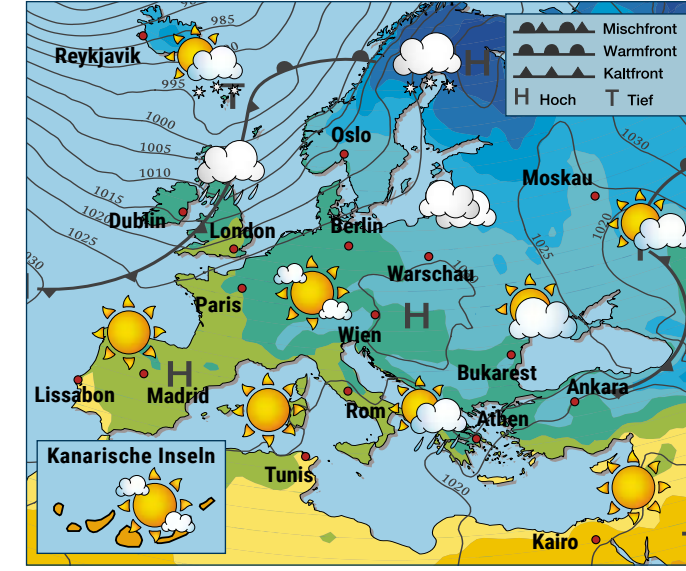 985
Reykjavik
995
T
H
Mischfront
Warmfront
Kaltfront
H Hoch T Tief
1000
1005
1010
1015
1020
1025
030
Oslo
1030
Moskau
1020
1025
Dublin
London
Berlin
Warschau
H
Paris
Wien
Bukarest
Lissabon
Madrid
H
Rom
Athen
Ankara
Kanarische Inseln
Tunis
1020
Kairo